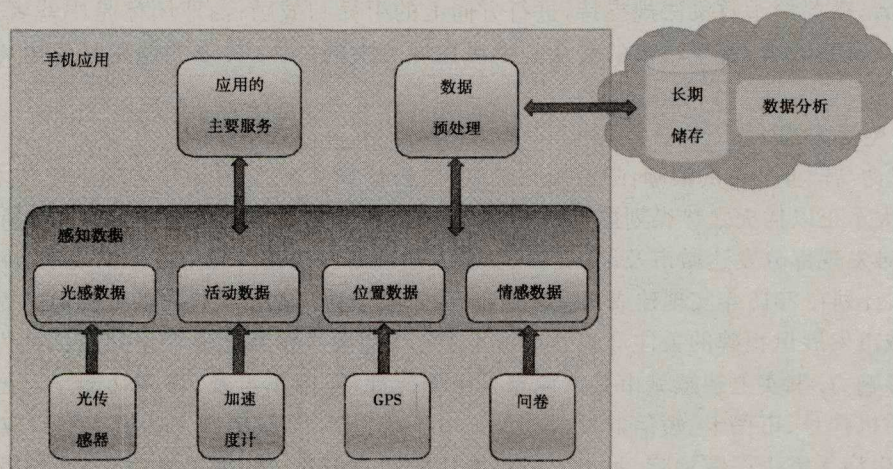 手机应用
应用的
主要服务
数据
预处理
长期
储存
数据分析
感知数据
光感数据
活动数据
位置数据
情感数据
光传
感器
加速
度计
GPS
问卷